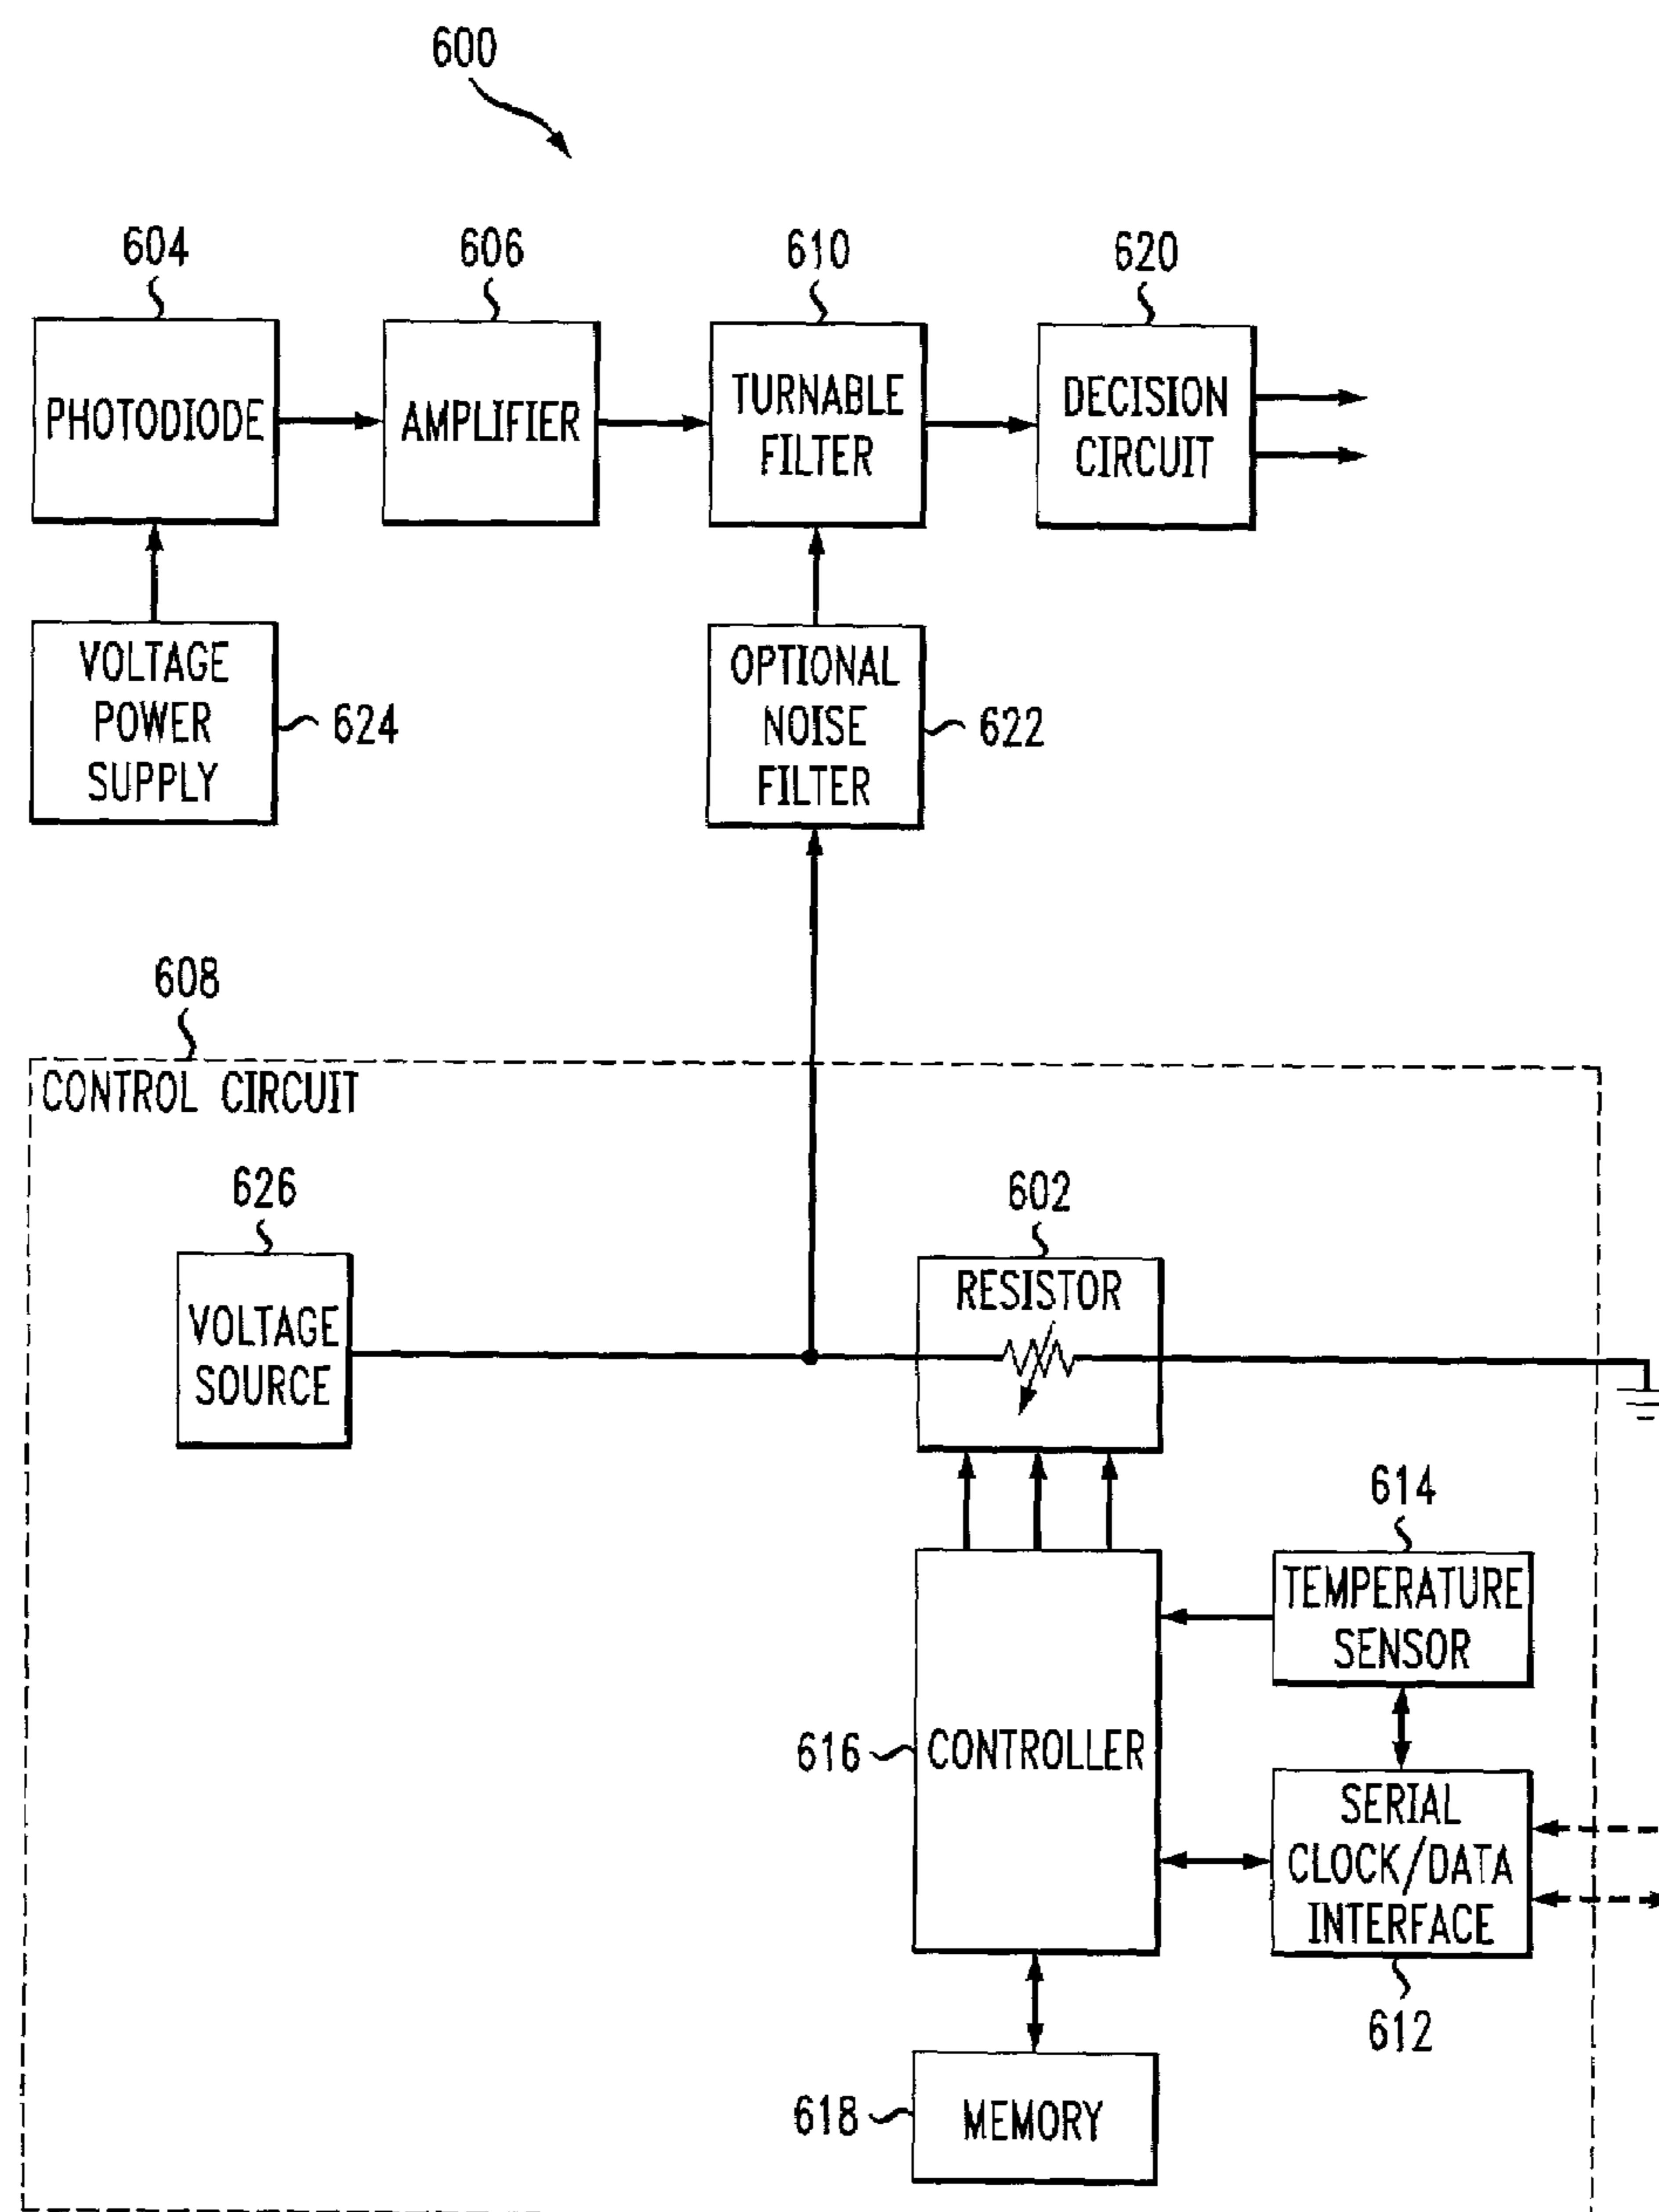 600
604
606
610
620
PHOTODIODE
AMPLIFIER
TURNABLE
FILTER
DECISION
CIRCUIT
VOLTAGE
POWER
SUPPLY
624
OPTIONAL
NOISE
FILTER
622
608
CONTROL CIRCUIT
626
602
VOLTAGE
SOURCE
RESISTOR
614
TEMPERATURE
SENSOR
616
CONTROLLER
SERIAL
CLOCK/DATA
INTERFACE
612
618
MEMORY